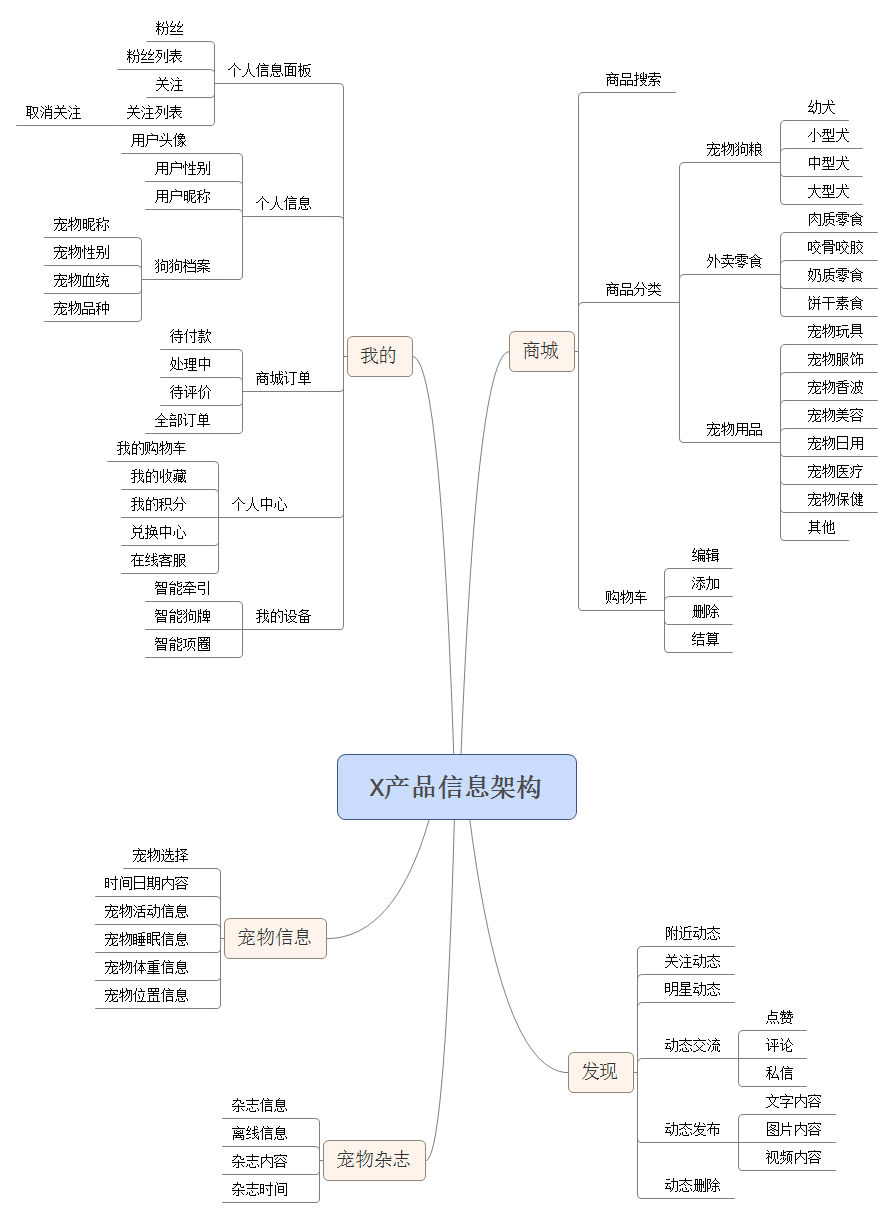 X产品信息架构
我的
个人信息面板
粉丝
粉丝列表
关注
关注列表
取消关注
个人信息
用户头像
用户性别
用户昵称
狗狗档案
宠物昵称
宠物性别
宠物血统
宠物品种
商城订单
待付款
处理中
待评价
全部订单
个人中心
我的购物车
我的收藏
我的积分
兑换中心
在线客服
我的设备
智能牵引
智能狗牌
智能项圈
商城
商品搜索
商品分类
宠物狗粮
幼犬
小型犬
中型犬
大型犬
外卖零食
肉质零食
咬骨咬胶
奶质零食
饼干素食
宠物用品
宠物玩具
宠物服饰
宠物香波
宠物美容
宠物日用
宠物医疗
宠物保健
其他
购物车
编辑
添加
删除
结算
宠物信息
宠物选择
时间日期内容
宠物活动信息
宠物睡眠信息
宠物体重信息
宠物位置信息
宠物杂志
杂志信息
离线信息
杂志内容
杂志时间
发现
附近动态
关注动态
明星动态
动态交流
点赞
评论
私信
动态发布
文字内容
图片内容
视频内容
动态删除